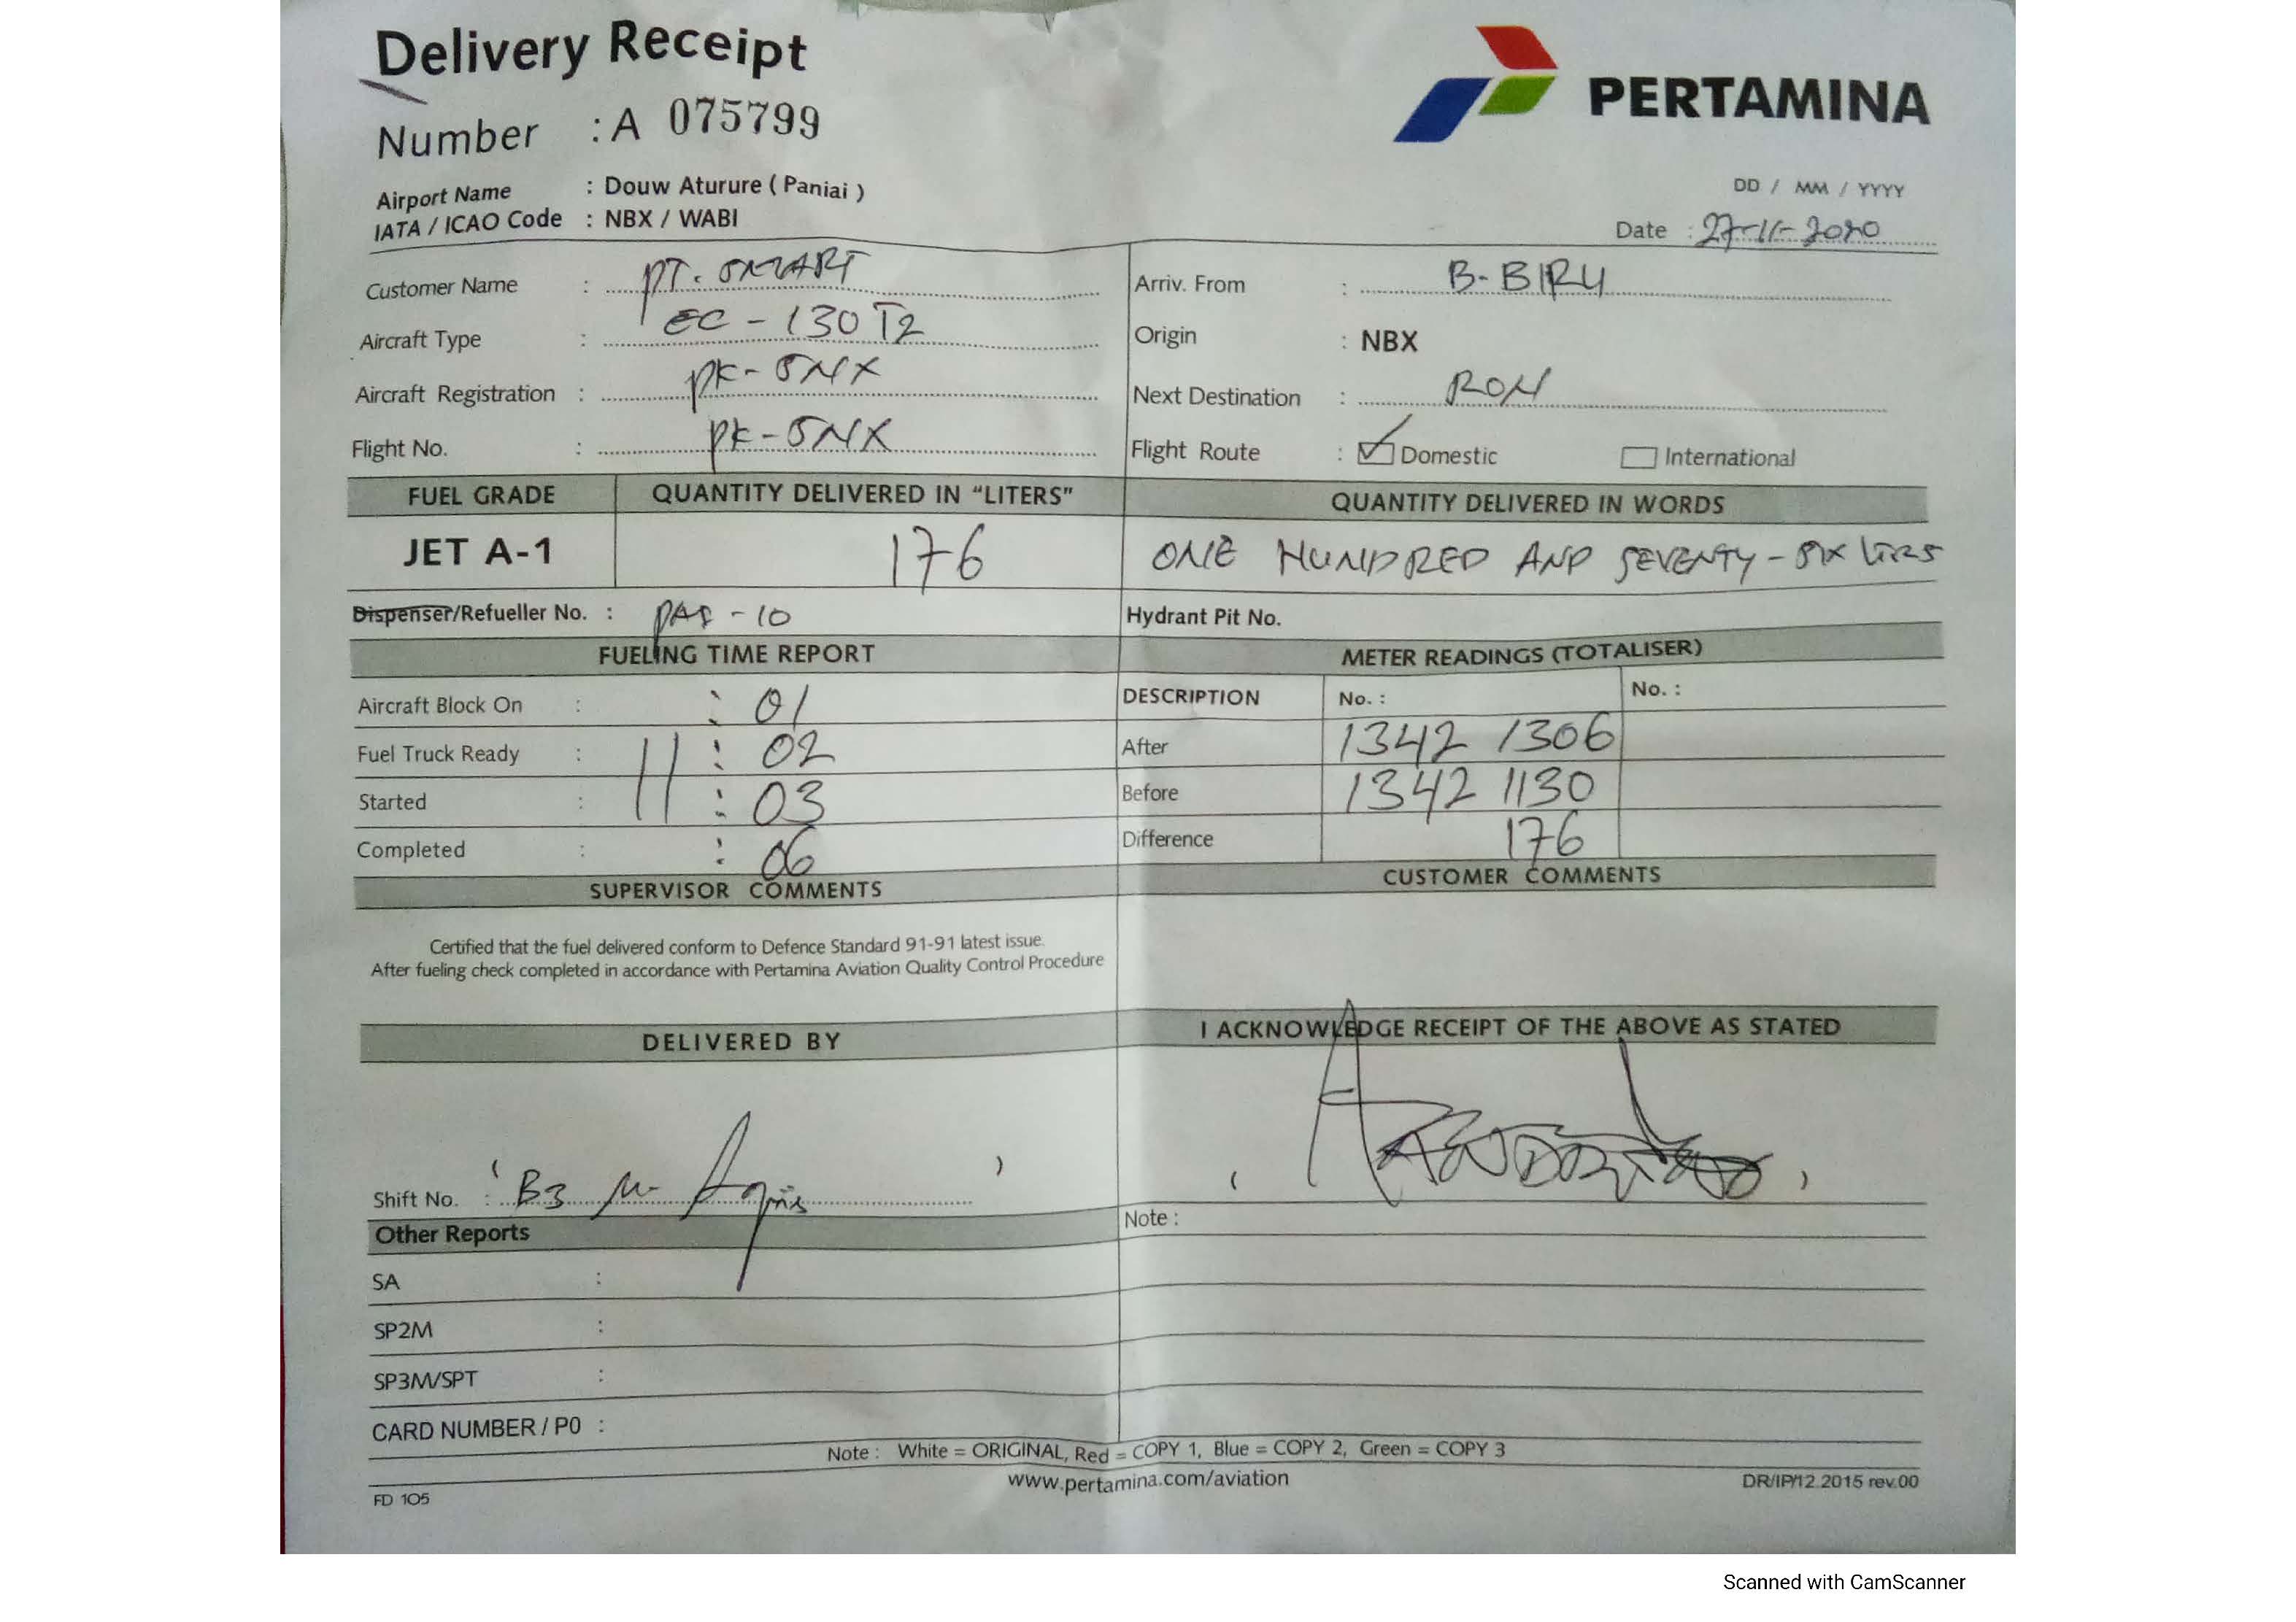 Delivery Receipt
PERTAMINA
Number : A 075799
Airport Name : Douw Aturure ( Paniai )
IATA / ICAO Code : NBX / WABI
DD / MM / YYYY
Date : 27-11-2020
Customer Name : PT. SMART
Arriv. From : B-BIRU
Aircraft Type : EC-130 T2
Origin : NBX
Aircraft Registration : PK-SNX
Next Destination : RON
Flight No. : PK-SNX
Flight Route : Domestic International
FUEL GRADE QUANTITY DELIVERED IN “LITERS” QUANTITY DELIVERED IN WORDS
JET A-1 176 ONE HUNDRED AND SEVENTY-SIX
Dispenser/Refueller No. : PAS-10
Hydrant Pit No.
FUELING TIME REPORT METER READINGS (TOTALISER)
Aircraft Block On : : 01
DESCRIPTION No. : No. :
Fuel Truck Ready : 11 : 02
After 1342 1306
Started : : 03
Before 1342 1130
Completed : : 06
Difference 176
SUPERVISOR COMMENTS CUSTOMER COMMENTS
Certified that the fuel delivered conform to Defence Standard 91-91 latest issue.
After fueling check completed in accordance with Pertamina Aviation Quality Control Procedure
DELIVERED BY I ACKNOWLEDGE RECEIPT OF THE ABOVE AS STATED
Shift No. : ( B3 )
( )
Other Reports
Note :
SA :
SP2M :
SP3M/SPT :
CARD NUMBER / PO :
Note : White = ORIGINAL, Red = COPY 1, Blue = COPY 2, Green = COPY 3
www.pertamina.com/aviation
FD 105
DR/IP/12.2015 rev.00
Scanned with CamScanner